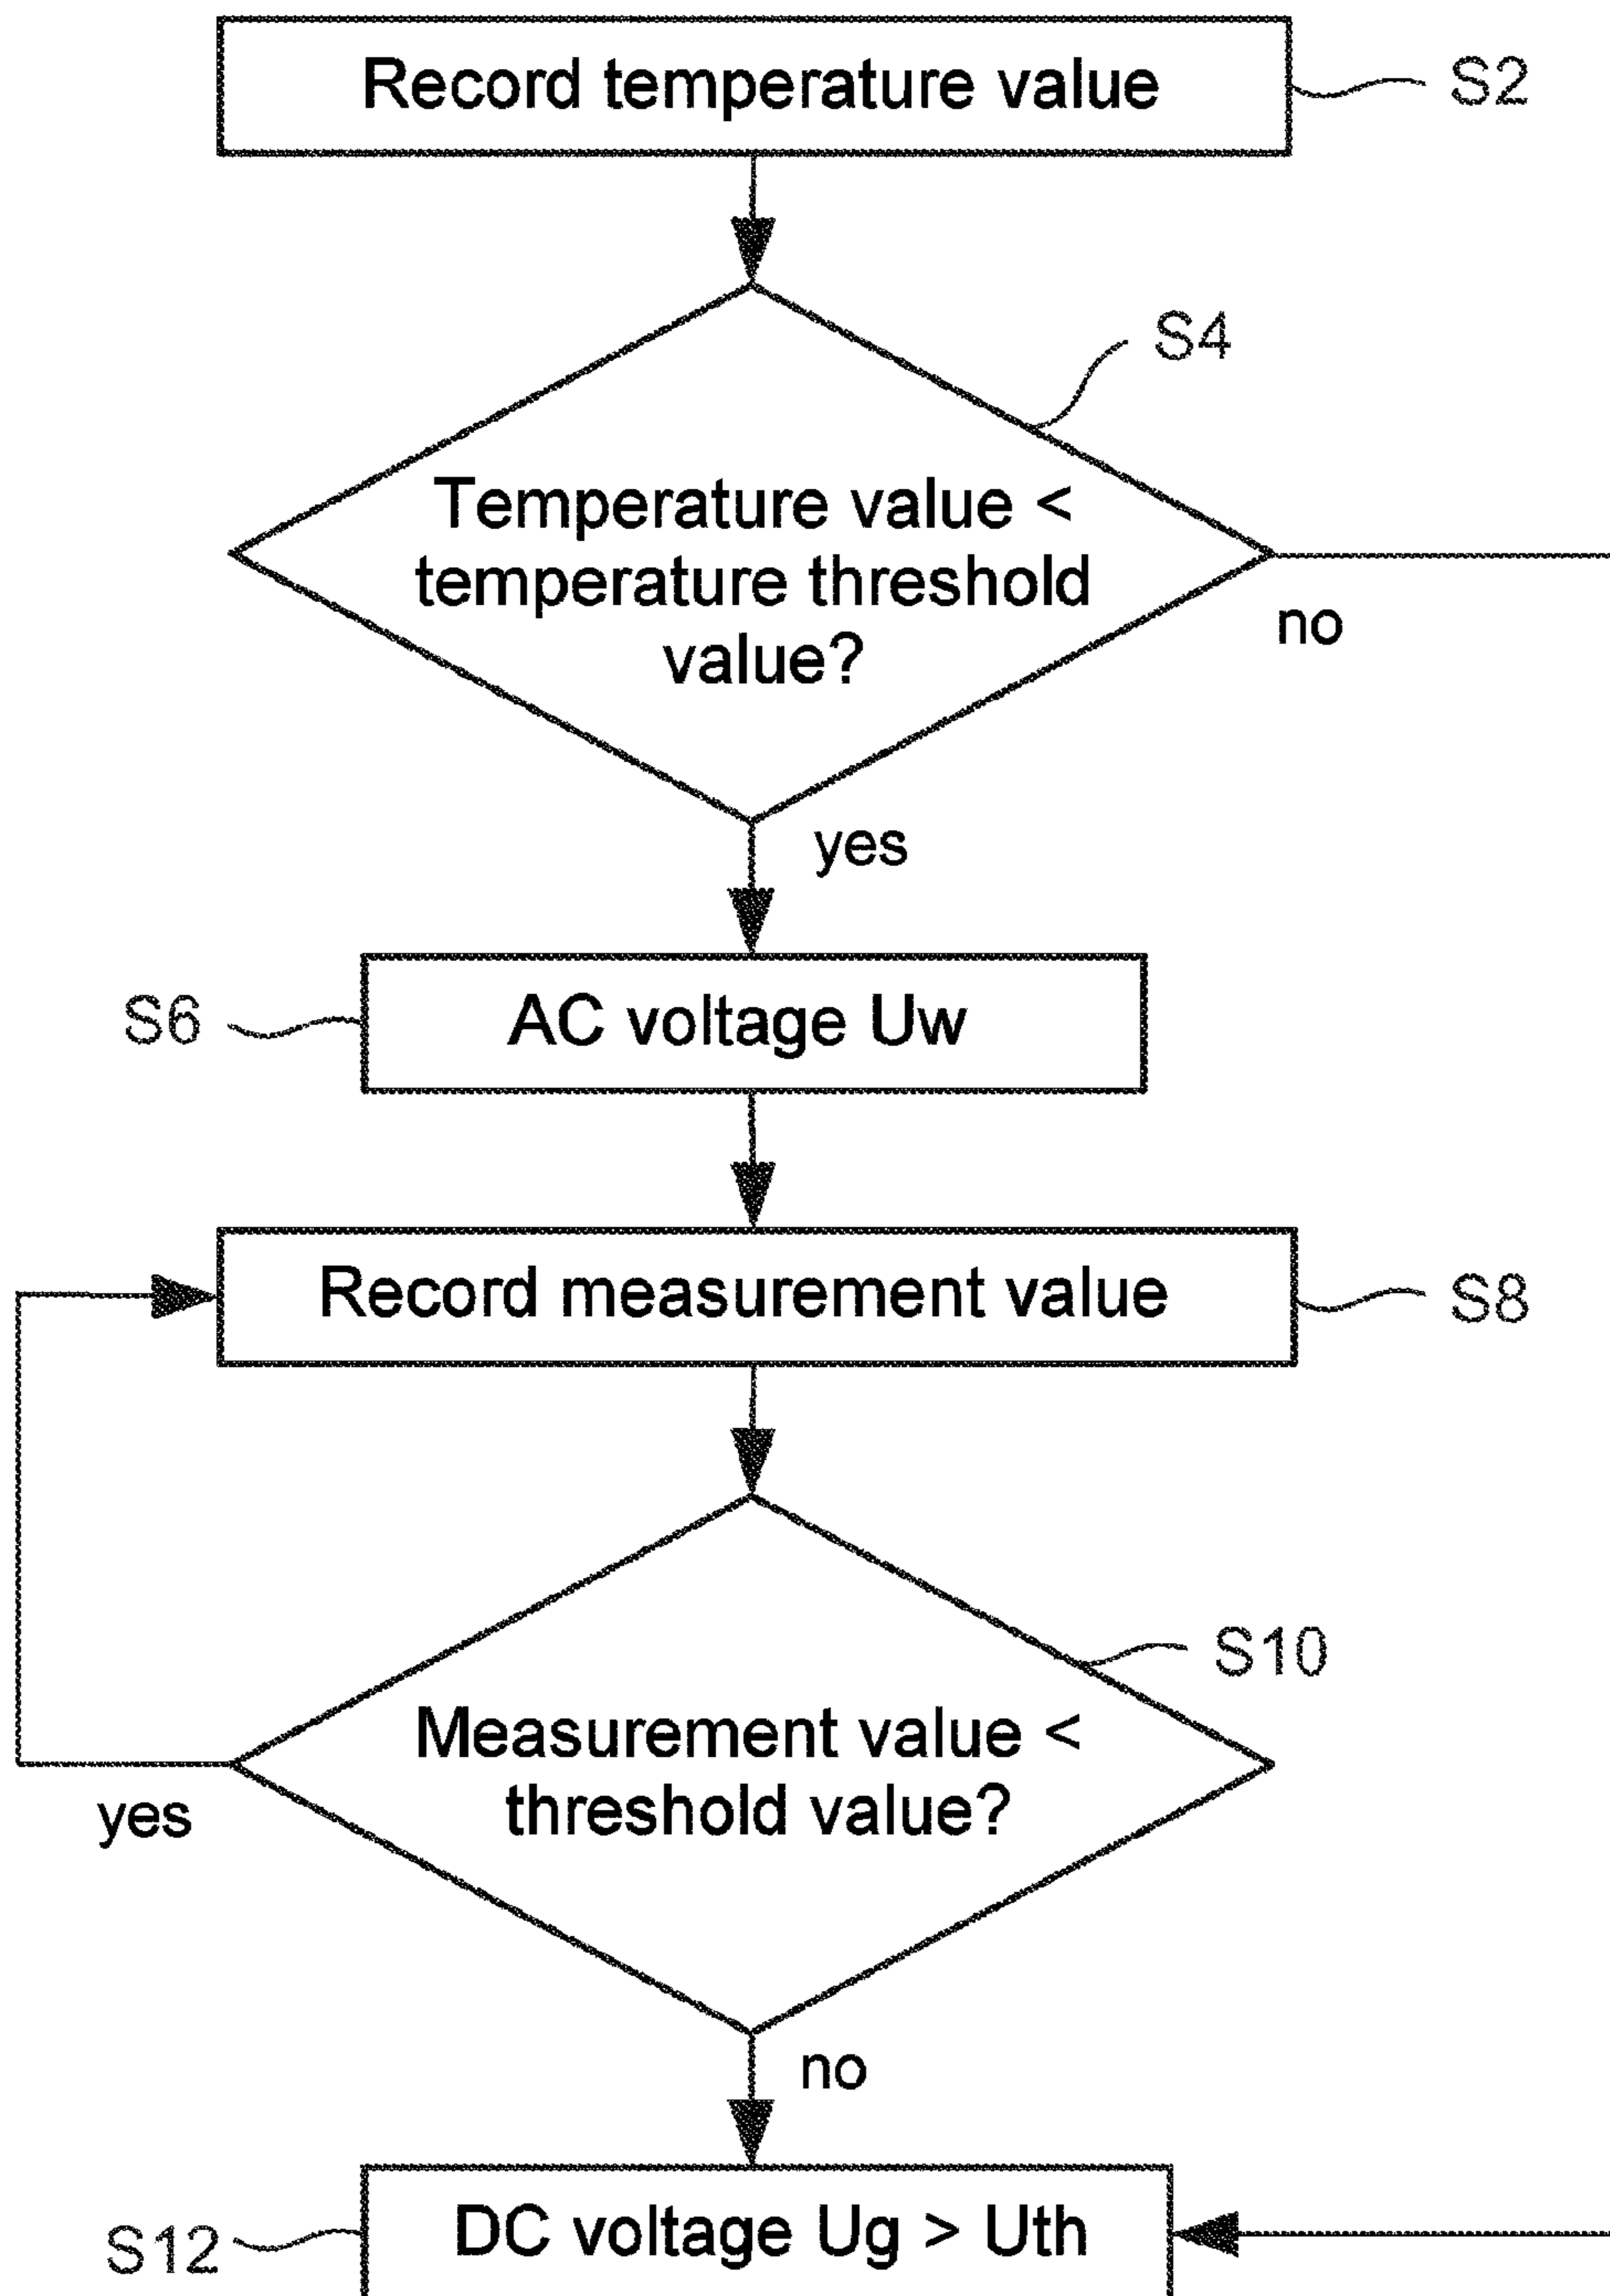 Record temperature value
S2
S4
Temperature value <
temperature threshold
value?
no
yes
S6
AC voltage Uw
Record measurement value
S8
S10
Measurement value <
threshold value?
yes
no
S12
DC voltage Ug > Uth